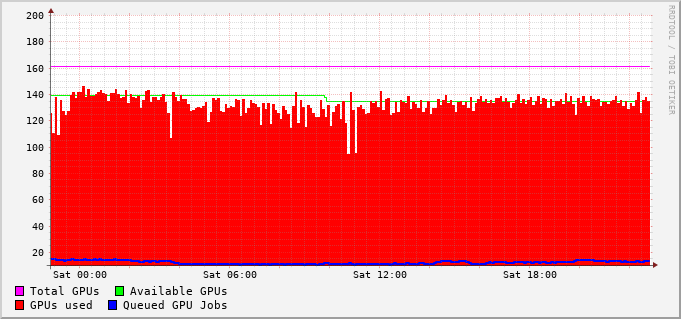 200
180
160
140
120
100
80
60
40
20
Sat 00:00 Sat 06:00 Sat 12:00 Sat 18:00
Total GPUs Available GPUs
GPUs used Queued GPU Jobs
RRDTOOL / TOBI OETIKER